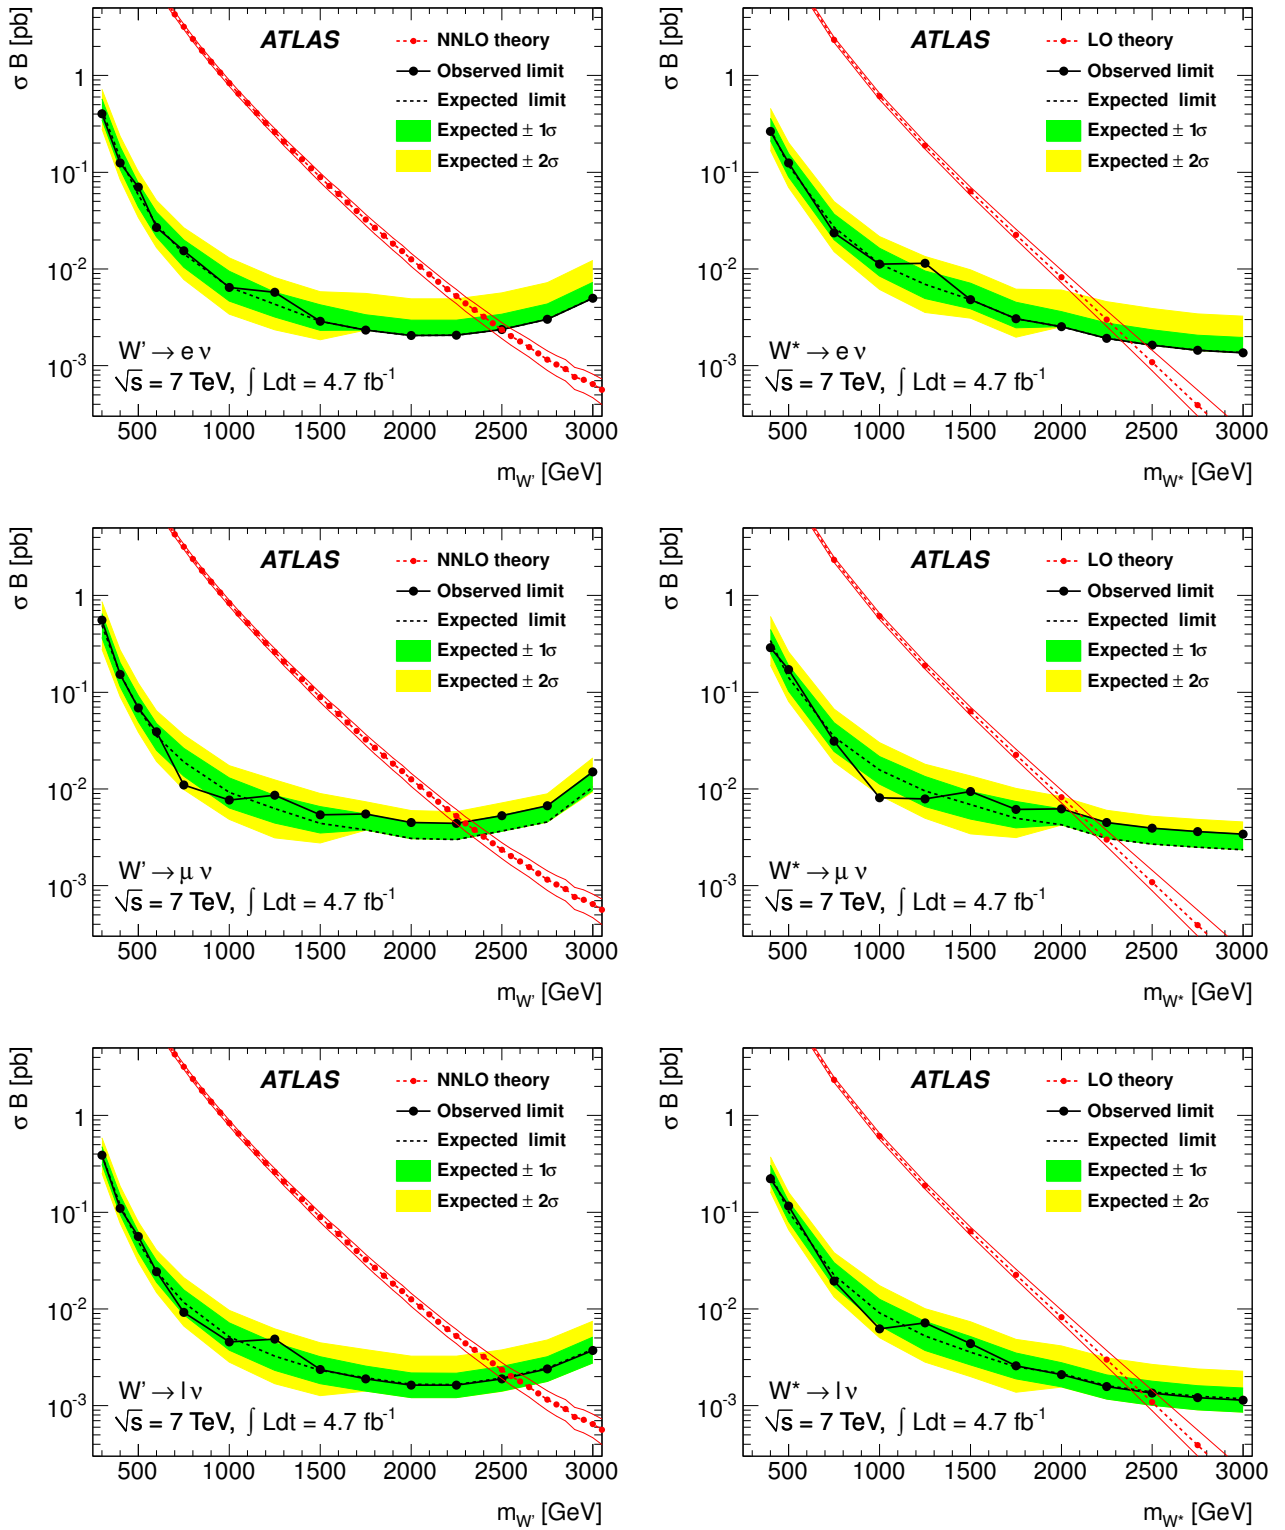 σ B [pb]
ATLAS
NNLO theory
Observed limit
Expected limit
Expected ± 1σ
Expected ± 2σ
1
10⁻¹
10⁻²
10⁻³
W' → e ν
√s = 7 TeV, ∫ Ldt = 4.7 fb⁻¹
500 1000 1500 2000 2500 3000
m_W' [GeV]
σ B [pb]
ATLAS
LO theory
Observed limit
Expected limit
Expected ± 1σ
Expected ± 2σ
1
10⁻¹
10⁻²
10⁻³
W* → e ν
√s = 7 TeV, ∫ Ldt = 4.7 fb⁻¹
500 1000 1500 2000 2500 3000
m_W* [GeV]
σ B [pb]
ATLAS
NNLO theory
Observed limit
Expected limit
Expected ± 1σ
Expected ± 2σ
1
10⁻¹
10⁻²
10⁻³
W' → μ ν
√s = 7 TeV, ∫ Ldt = 4.7 fb⁻¹
500 1000 1500 2000 2500 3000
m_W' [GeV]
σ B [pb]
ATLAS
LO theory
Observed limit
Expected limit
Expected ± 1σ
Expected ± 2σ
1
10⁻¹
10⁻²
10⁻³
W* → μ ν
√s = 7 TeV, ∫ Ldt = 4.7 fb⁻¹
500 1000 1500 2000 2500 3000
m_W* [GeV]
σ B [pb]
ATLAS
NNLO theory
Observed limit
Expected limit
Expected ± 1σ
Expected ± 2σ
1
10⁻¹
10⁻²
10⁻³
W' → l ν
√s = 7 TeV, ∫ Ldt = 4.7 fb⁻¹
500 1000 1500 2000 2500 3000
m_W' [GeV]
σ B [pb]
ATLAS
LO theory
Observed limit
Expected limit
Expected ± 1σ
Expected ± 2σ
1
10⁻¹
10⁻²
10⁻³
W* → l ν
√s = 7 TeV, ∫ Ldt = 4.7 fb⁻¹
500 1000 1500 2000 2500 3000
m_W* [GeV]